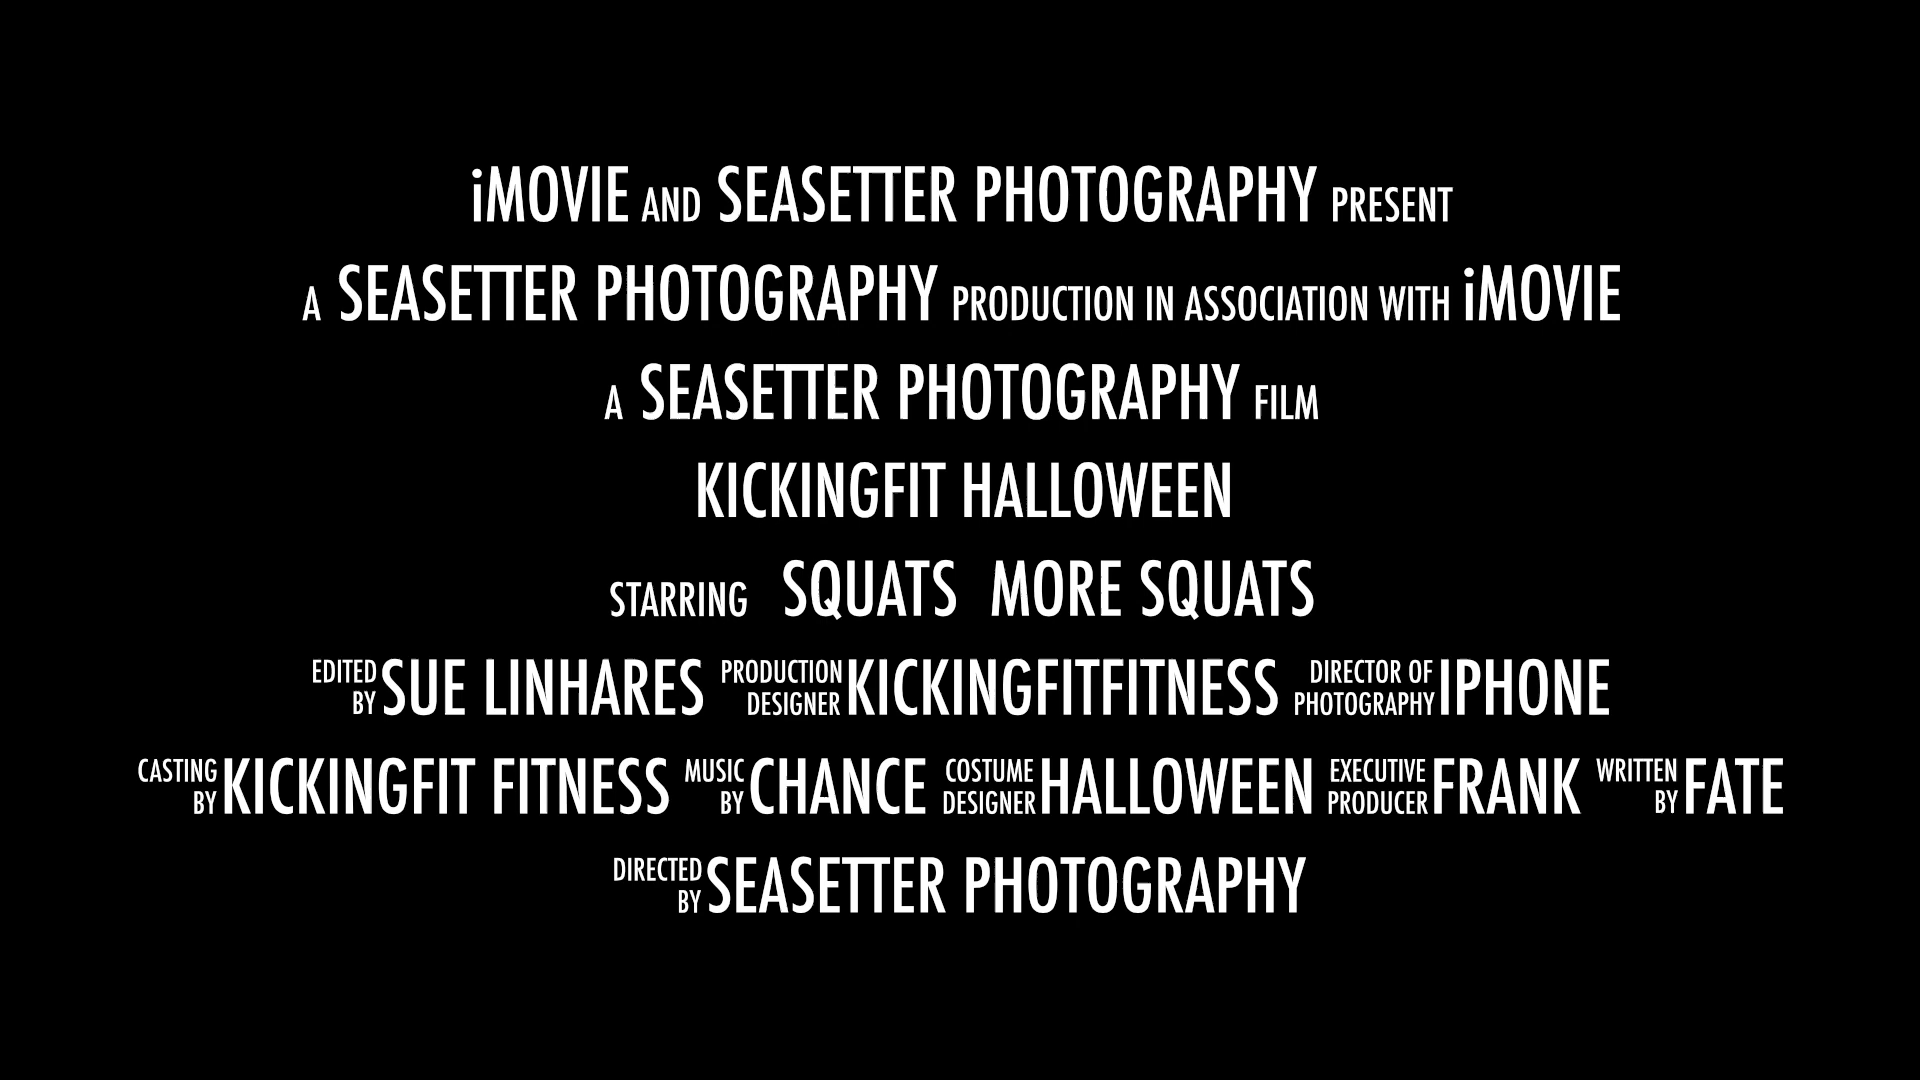 iMOVIE AND SEASETTER PHOTOGRAPHY PRESENT
A SEASETTER PHOTOGRAPHY PRODUCTION IN ASSOCIATION WITH iMOVIE
A SEASETTER PHOTOGRAPHY FILM
KICKINGFIT HALLOWEEN
STARRING SQUATS MORE SQUATS
EDITED BY SUE LINHARES PRODUCTION DESIGNER KICKINGFITFITNESS DIRECTOR OF PHOTOGRAPHY IPHONE
CASTING BY KICKINGFIT FITNESS MUSIC BY CHANCE COSTUME DESIGNER HALLOWEEN EXECUTIVE PRODUCER FRANK WRITTEN BY FATE
DIRECTED BY SEASETTER PHOTOGRAPHY